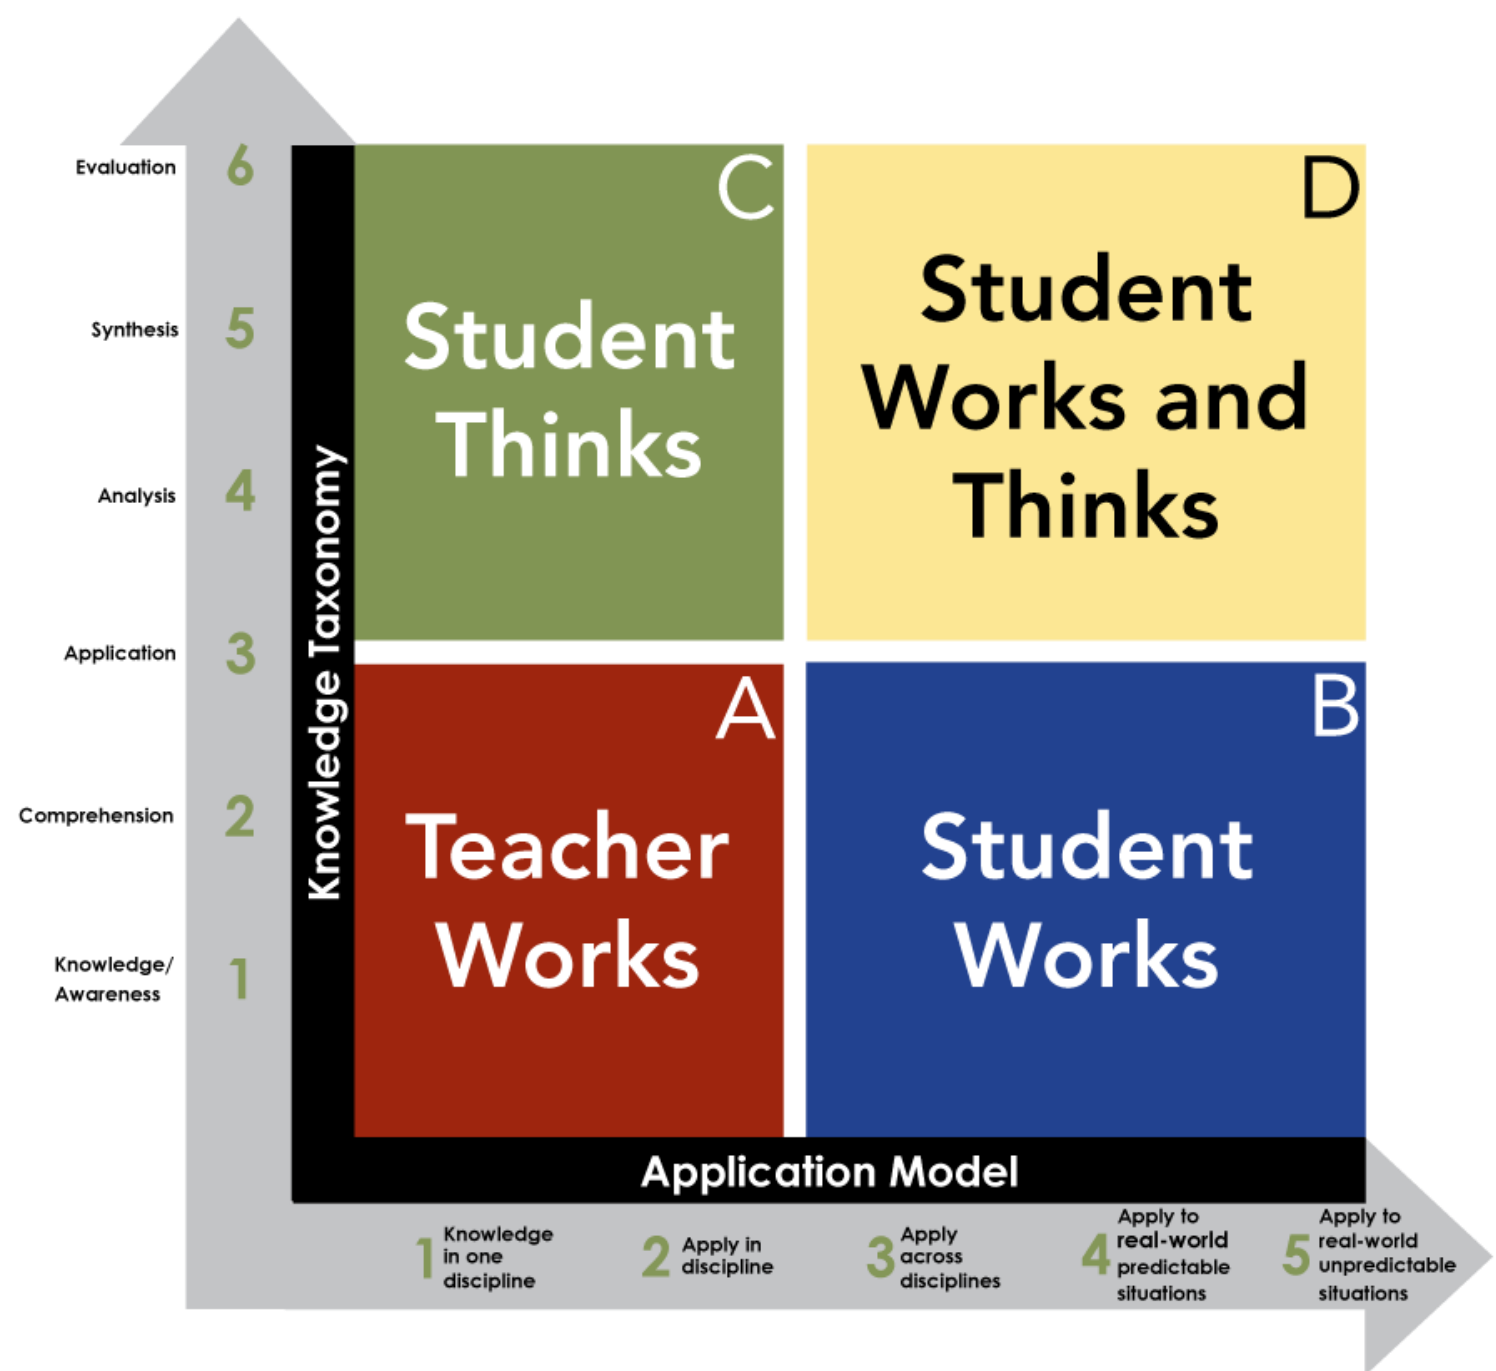 Evaluation 6
Synthesis 5
Analysis 4
Application 3
Comprehension 2
Knowledge/
Awareness
1
Knowledge Taxonomy
C
Student
Thinks
D
Student
Works and
Thinks
A
Teacher
Works
B
Student
Works
Application Model
1 Knowledge
in one
discipline
2 Apply in
discipline
3 Apply
across
disciplines
4 Apply to
real-world
predictable
situations
5 Apply to
real-world
unpredictable
situations